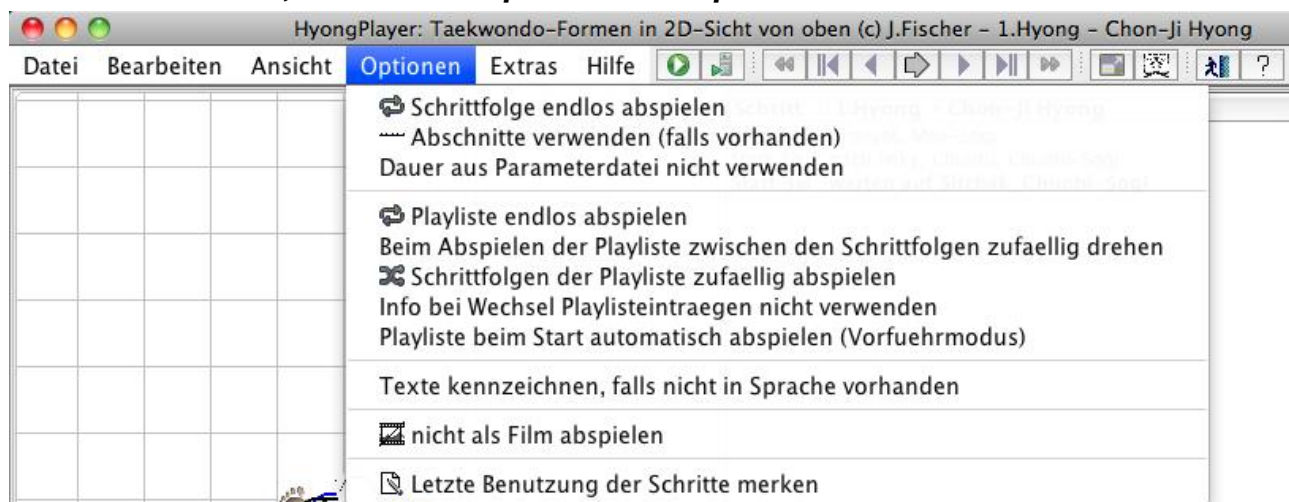 HyongPlayer: Taekwondo-Formen in 2D-Sicht von oben (c) J.Fischer – 1.Hyong – Chon-Ji Hyong
Datei Bearbeiten Ansicht Optionen Extras Hilfe ?
Schrittfolge endlos abspielen
Abschnitte verwenden (falls vorhanden)
Dauer aus Parameterdatei nicht verwenden
Playliste endlos abspielen
Beim Abspielen der Playliste zwischen den Schrittfolgen zufaellig drehen
Schrittfolgen der Playliste zufaellig abspielen
Info bei Wechsel Playlisteintraegen nicht verwenden
Playliste beim Start automatisch abspielen (Vorfuehrmodus)
Texte kennzeichnen, falls nicht in Sprache vorhanden
nicht als Film abspielen
Letzte Benutzung der Schritte merken